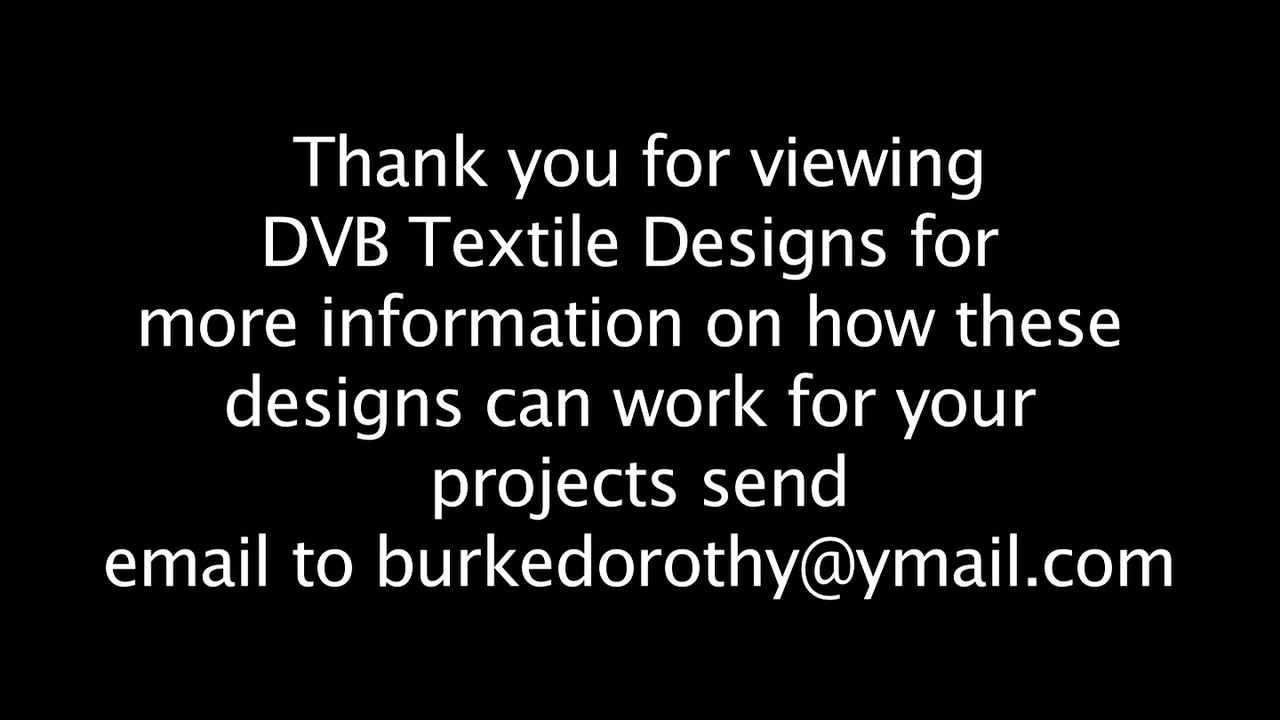 Thank you for viewing
DVB Textile Designs for
more information on how these
designs can work for your
projects send
email to burkedorothy@ymail.com